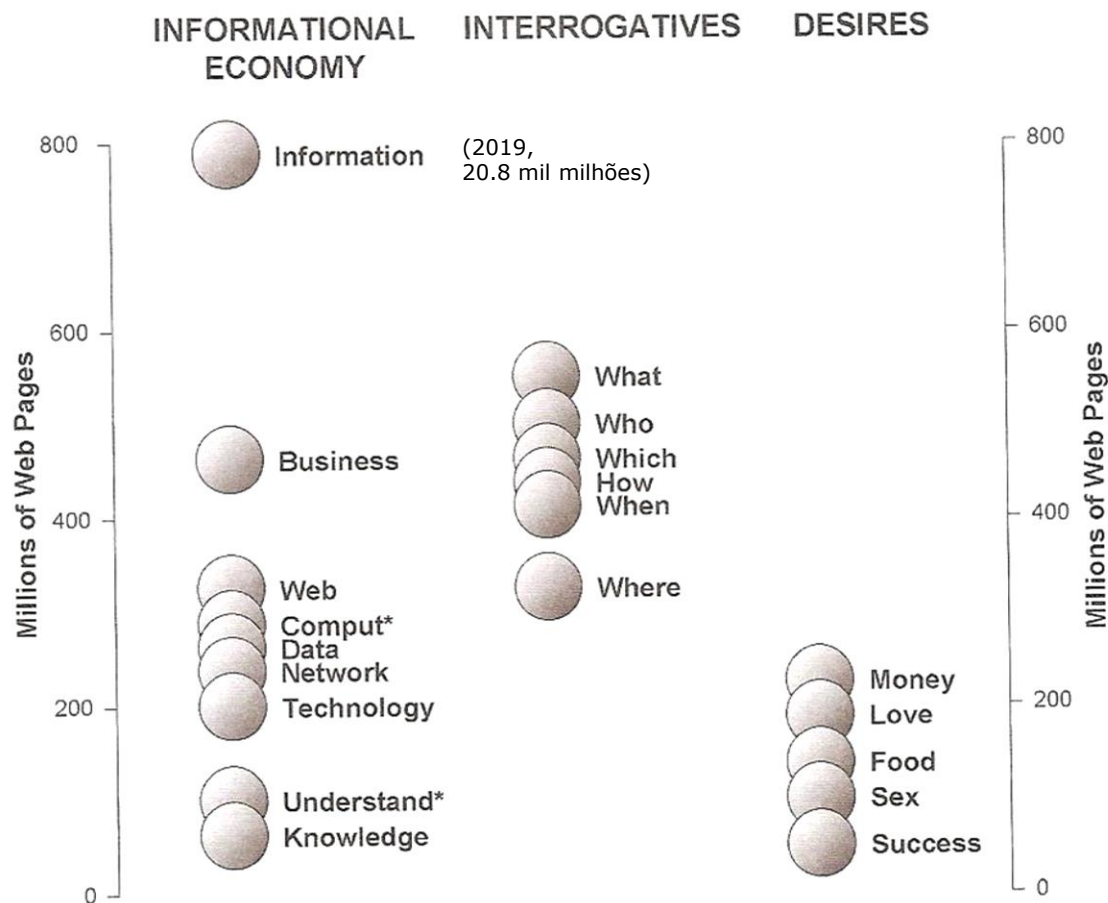 INFORMATIONAL
ECONOMY
INTERROGATIVES
DESIRES
Millions of Web Pages
800
600
400
200
0
Information
(2019,
20.8 mil milhões)
Business
Web
Comput*
Data
Network
Technology
Understand*
Knowledge
What
Who
Which
How
When
Where
Money
Love
Food
Sex
Success
800
600
400
200
0
Millions of Web Pages